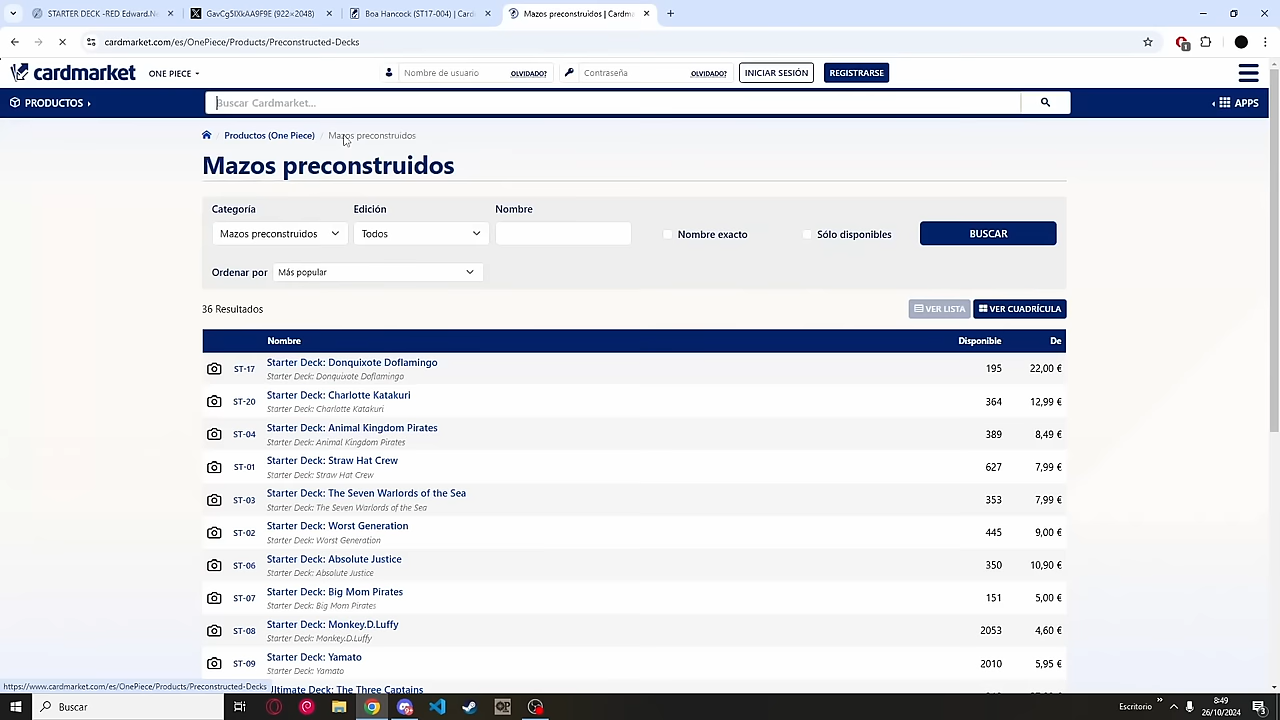 STARTER DECK -RED Edward.N
GavCg5tXkAA9F9E (922×2048)
Boa Hancock (ST17-004) | Card
Mazos preconstruidos | Cardma
cardmarket.com/es/OnePiece/Products/Preconstructed-Decks
cardmarket
ONE PIECE
Nombre de usuario
OLVIDADO?
Contraseña
OLVIDADO?
INICIAR SESIÓN
REGISTRARSE
PRODUCTOS
Buscar Cardmarket...
APPS
Productos (One Piece) / Mazos preconstruidos
Mazos preconstruidos
Categoría
Edición
Nombre
Mazos preconstruidos
Todos
Nombre exacto
Sólo disponibles
BUSCAR
Ordenar por
Más popular
36 Resultados
VER LISTA
VER CUADRÍCULA
Nombre
Disponible
De
ST-17
Starter Deck: Donquixote Doflamingo
Starter Deck: Donquixote Doflamingo
195
22,00 €
ST-20
Starter Deck: Charlotte Katakuri
Starter Deck: Charlotte Katakuri
364
12,99 €
ST-04
Starter Deck: Animal Kingdom Pirates
Starter Deck: Animal Kingdom Pirates
389
8,49 €
ST-01
Starter Deck: Straw Hat Crew
Starter Deck: Straw Hat Crew
627
7,99 €
ST-03
Starter Deck: The Seven Warlords of the Sea
Starter Deck: The Seven Warlords of the Sea
353
7,99 €
ST-02
Starter Deck: Worst Generation
Starter Deck: Worst Generation
445
9,00 €
ST-06
Starter Deck: Absolute Justice
Starter Deck: Absolute Justice
350
10,90 €
ST-07
Starter Deck: Big Mom Pirates
Starter Deck: Big Mom Pirates
151
5,00 €
ST-08
Starter Deck: Monkey.D.Luffy
Starter Deck: Monkey.D.Luffy
2053
4,60 €
ST-09
Starter Deck: Yamato
Starter Deck: Yamato
2010
5,95 €
https://www.cardmarket.com/es/OnePiece/Products/Preconstructed-Decks
Ultimate Deck: The Three Captains
Buscar
Escritorio
8:49
26/10/2024